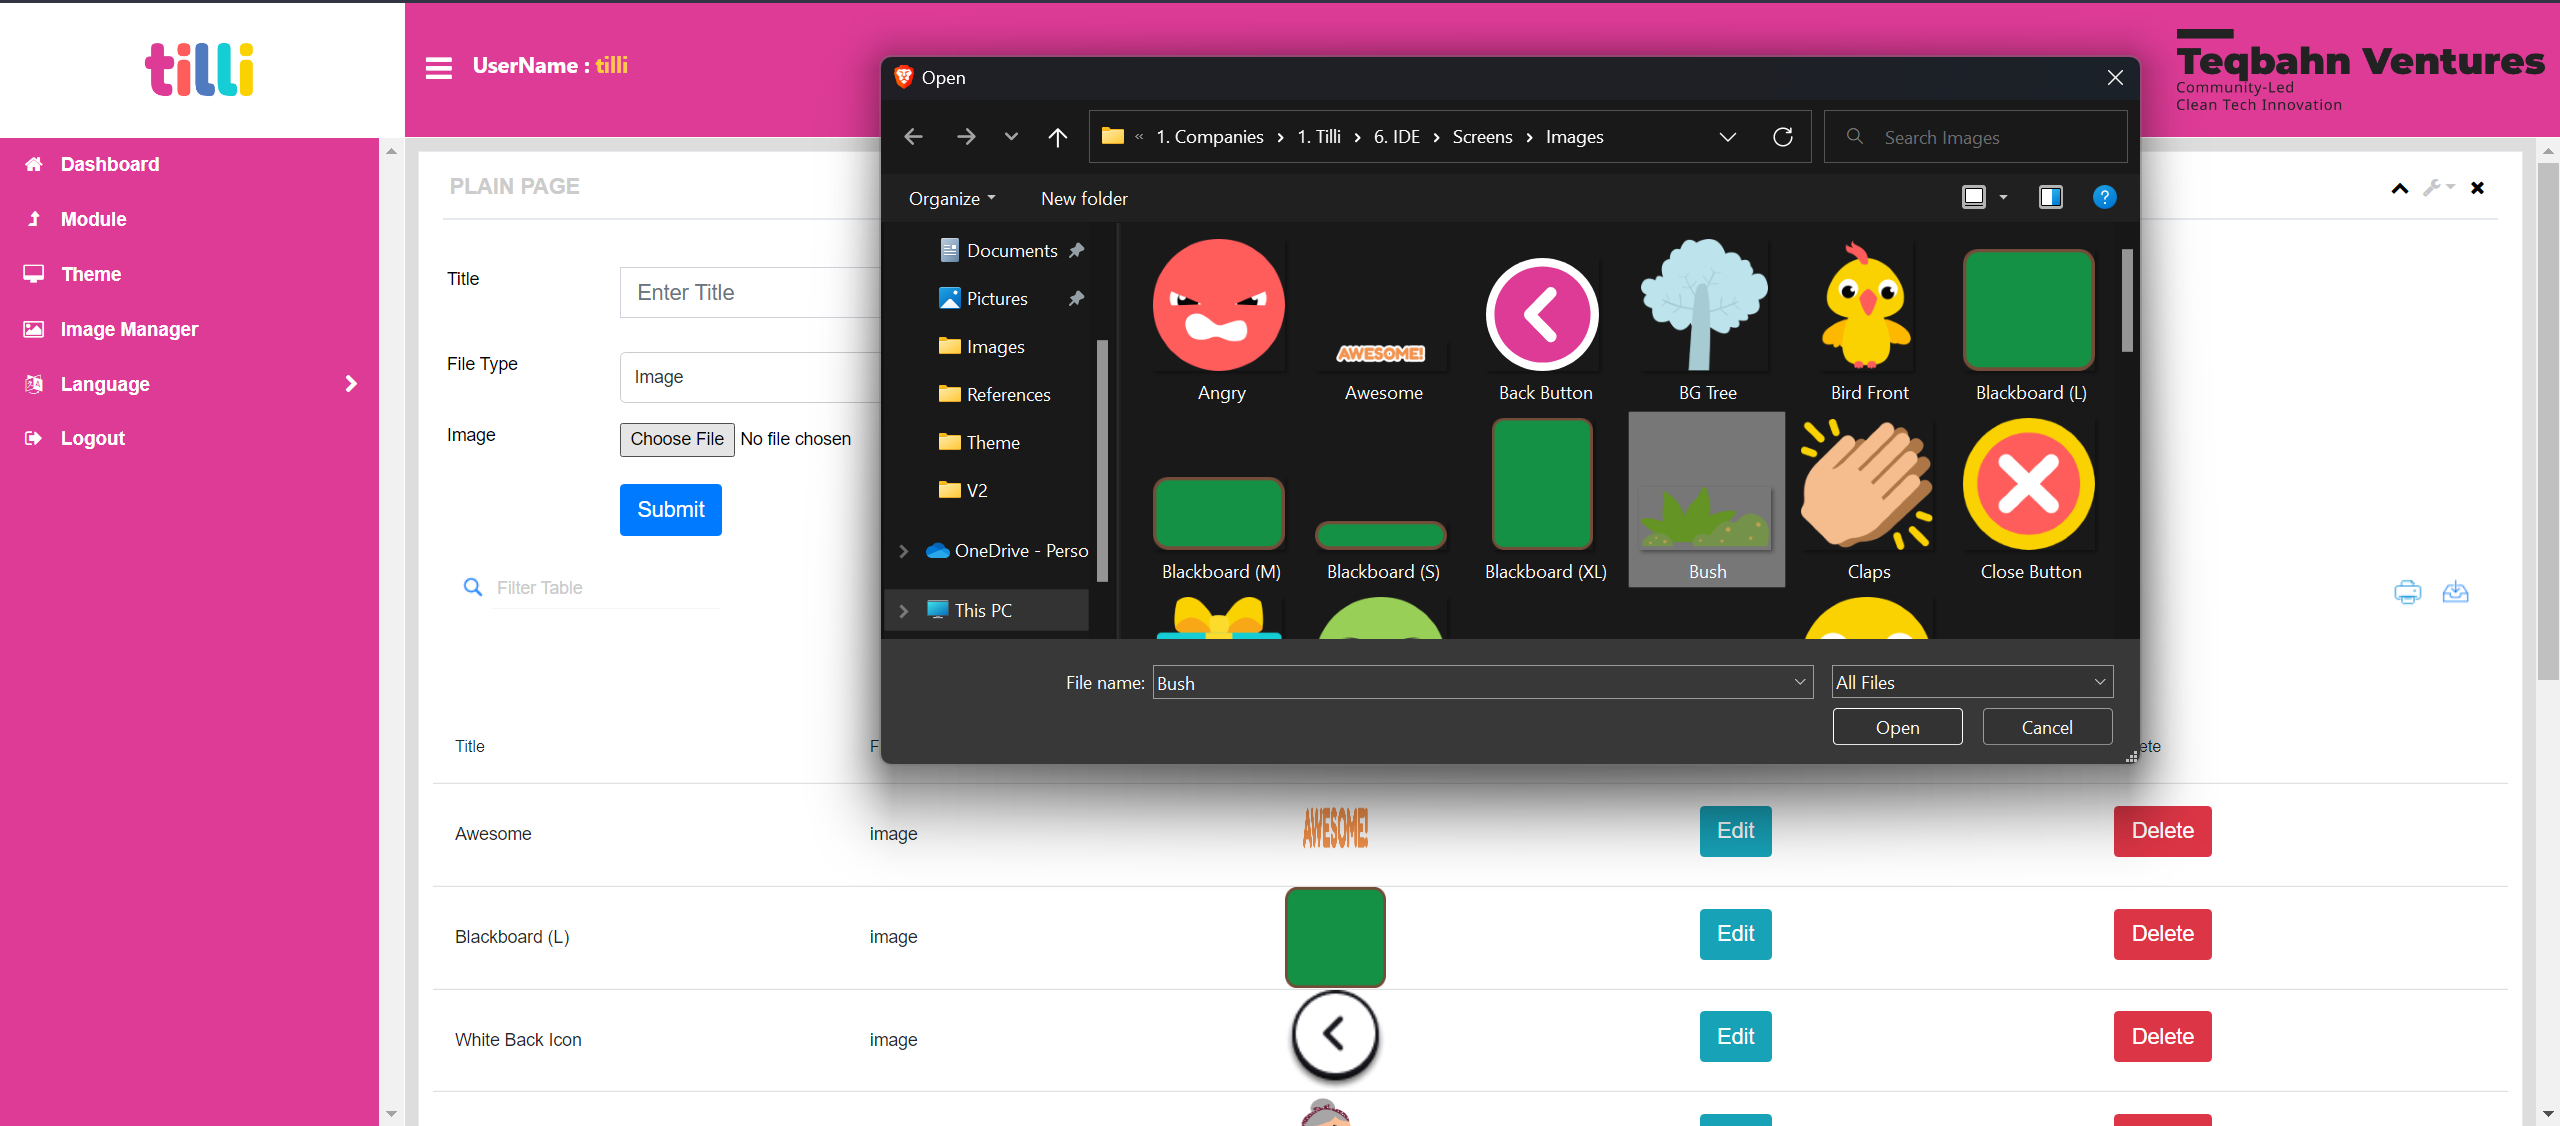 tilli
UserName : tilli
Teqbahn Ventures
Community-Led
Clean Tech Innovation
Dashboard
Module
Theme
Image Manager
Language
Logout
PLAIN PAGE
Title
Enter Title
File Type
Image
Image
Choose File No file chosen
Submit
Filter Table
Open
« 1. Companies › 1. Tilli › 6. IDE › Screens › Images
Search Images
Organize
New folder
Documents
Pictures
Images
References
Theme
V2
OneDrive - Perso
This PC
AWESOME!
Angry
Awesome
Back Button
BG Tree
Bird Front
Blackboard (L)
Blackboard (M)
Blackboard (S)
Blackboard (XL)
Bush
Claps
Close Button
File name: Bush
All Files
Open
Cancel
Title
F
ete
Awesome
image
AWESOME!
Edit
Delete
Blackboard (L)
image
Edit
Delete
White Back Icon
image
Edit
Delete